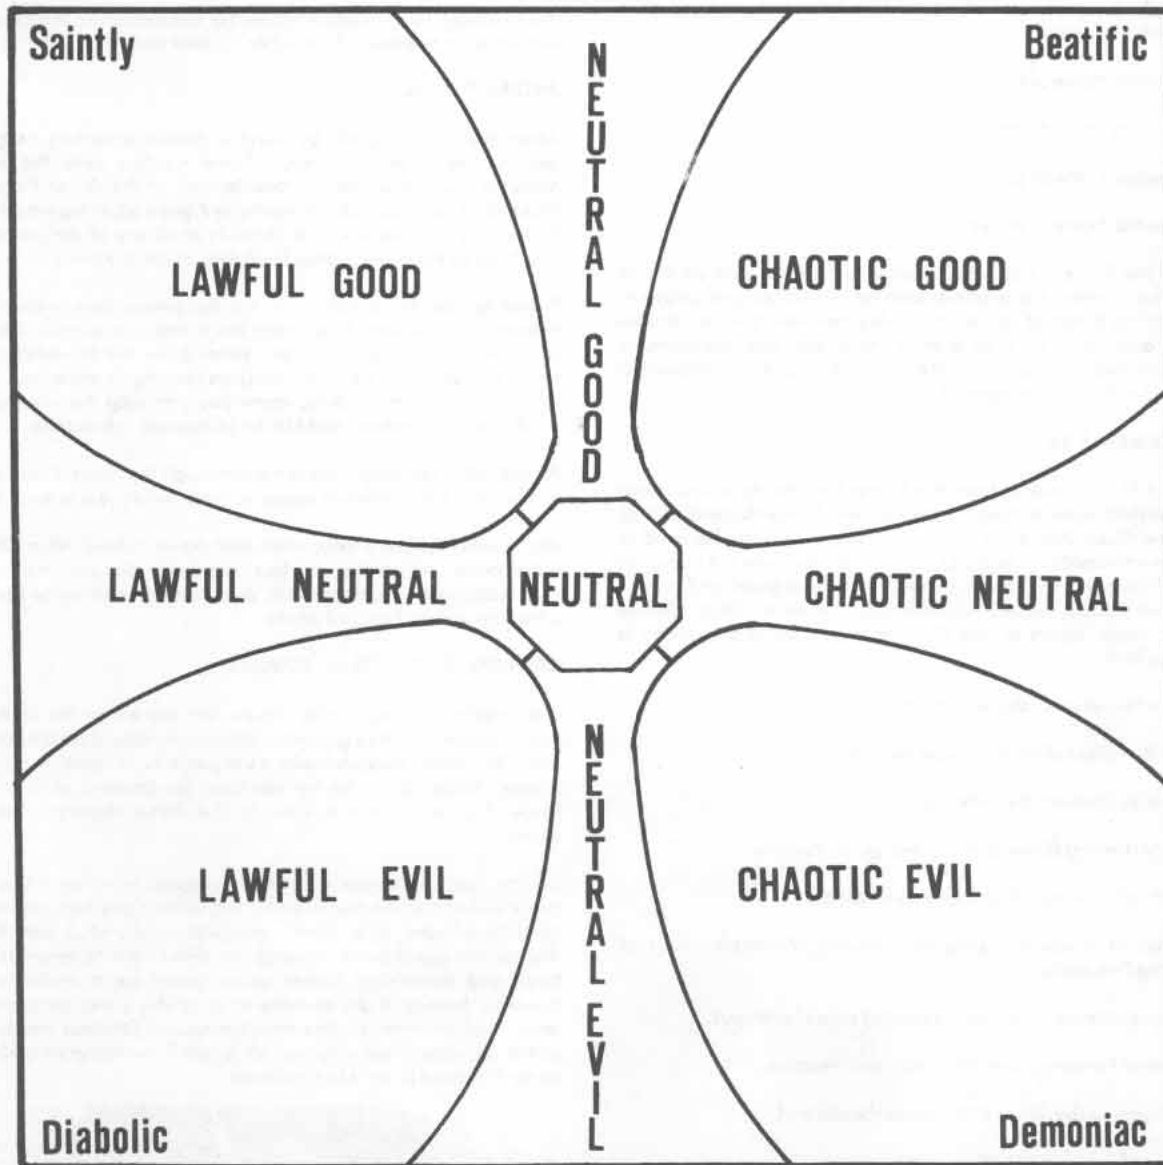 Saintly
Beatific
NEUTRAL GOOD
LAWFUL GOOD
CHAOTIC GOOD
LAWFUL NEUTRAL
NEUTRAL
CHAOTIC NEUTRAL
NEUTRAL EVIL
LAWFUL EVIL
CHAOTIC EVIL
Diabolic
Demoniac